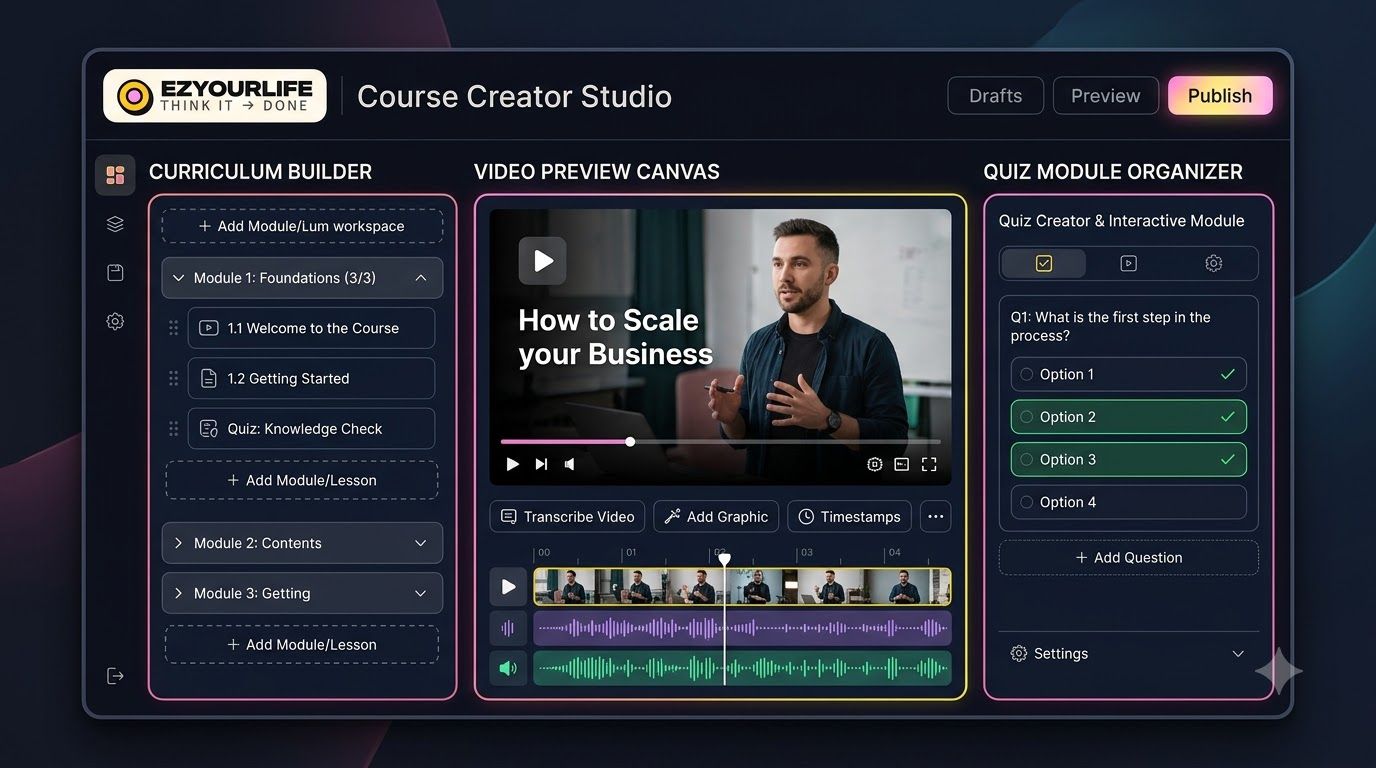 EZYOURLIFE
THINK IT → DONE
Course Creator Studio
Drafts
Preview
Publish
CURRICULUM BUILDER
+ Add Module/Lum workspace
Module 1: Foundations (3/3)
1.1 Welcome to the Course
1.2 Getting Started
Quiz: Knowledge Check
+ Add Module/Lesson
Module 2: Contents
Module 3: Getting
+ Add Module/Lesson
VIDEO PREVIEW CANVAS
How to Scale
your Business
Transcribe Video
Add Graphic
Timestamps
00 01 02 03 04
QUIZ MODULE ORGANIZER
Quiz Creator & Interactive Module
Q1: What is the first step in the
process?
Option 1
Option 2
Option 3
Option 4
+ Add Question
Settings